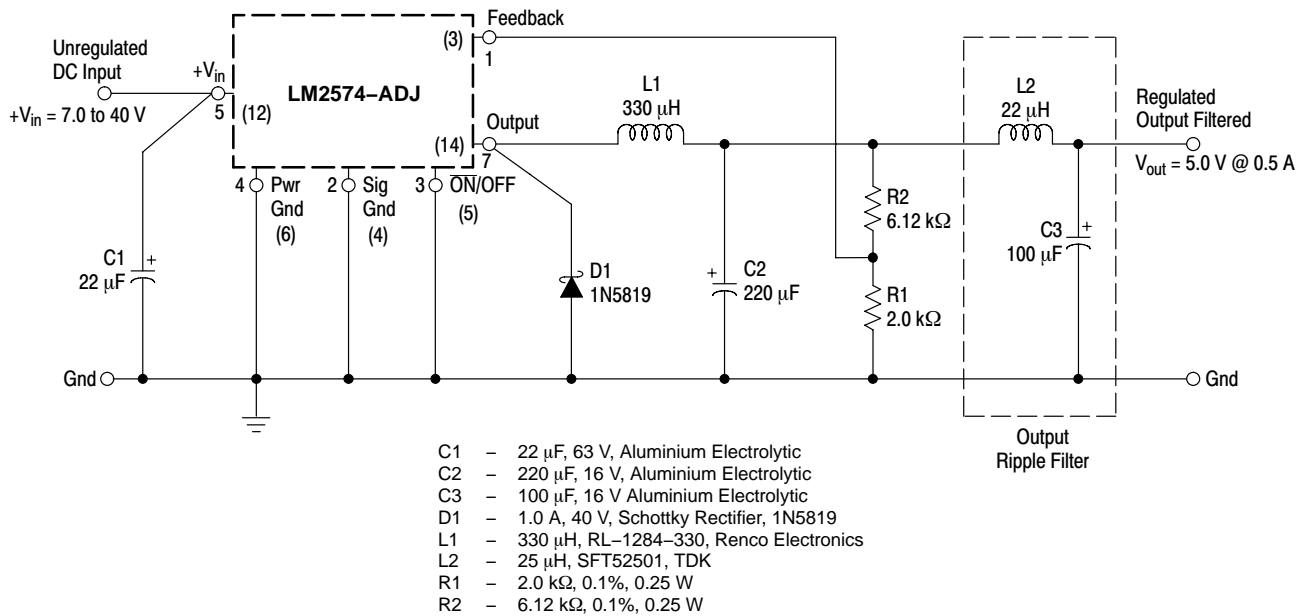 Feedback
(3)
1
Unregulated
DC Input
+Vin
LM2574–ADJ
L1
330 μH
L2
22 μH
Regulated
Output Filtered
+Vin = 7.0 to 40 V
5
(12)
Output
(14)
7
Vout = 5.0 V @ 0.5 A
4
Pwr
Gnd
(6)
2
Sig
Gnd
(4)
3
O̅N̅/OFF
(5)
R2
6.12 kΩ
C1
22 μF
+
D1
1N5819
+
C2
220 μF
R1
2.0 kΩ
C3
100 μF
+
Gnd
Gnd
Output
Ripple Filter
C1 – 22 μF, 63 V, Aluminium Electrolytic
C2 – 220 μF, 16 V, Aluminium Electrolytic
C3 – 100 μF, 16 V Aluminium Electrolytic
D1 – 1.0 A, 40 V, Schottky Rectifier, 1N5819
L1 – 330 μH, RL–1284–330, Renco Electronics
L2 – 25 μH, SFT52501, TDK
R1 – 2.0 kΩ, 0.1%, 0.25 W
R2 – 6.12 kΩ, 0.1%, 0.25 W